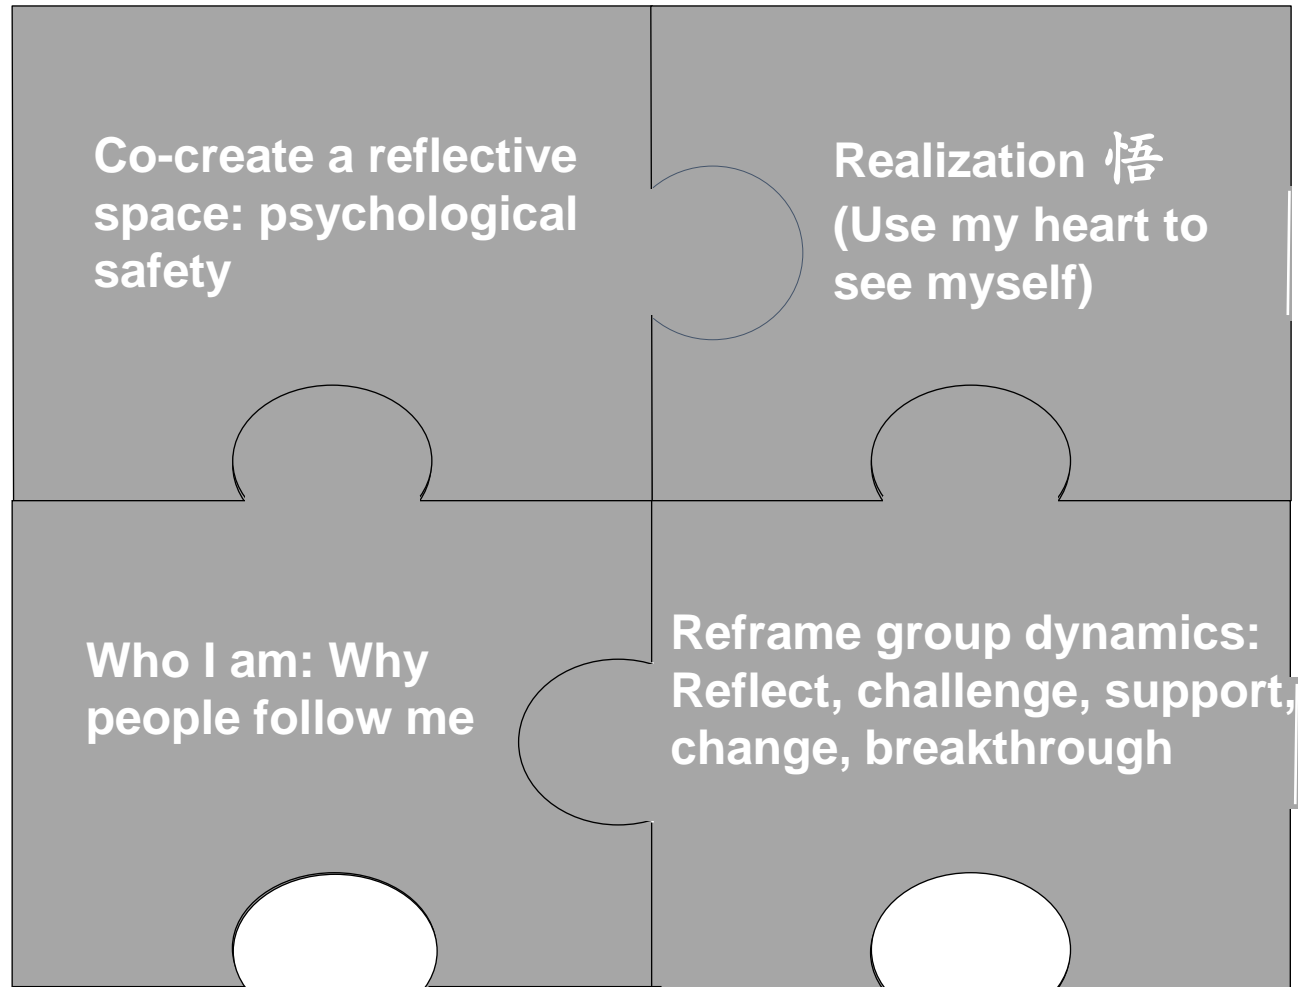 Co-create a reflective
space: psychological
safety
Realization 悟
(Use my heart to
see myself)
Who I am: Why
people follow me
Reframe group dynamics:
Reflect, challenge, support,
change, breakthrough